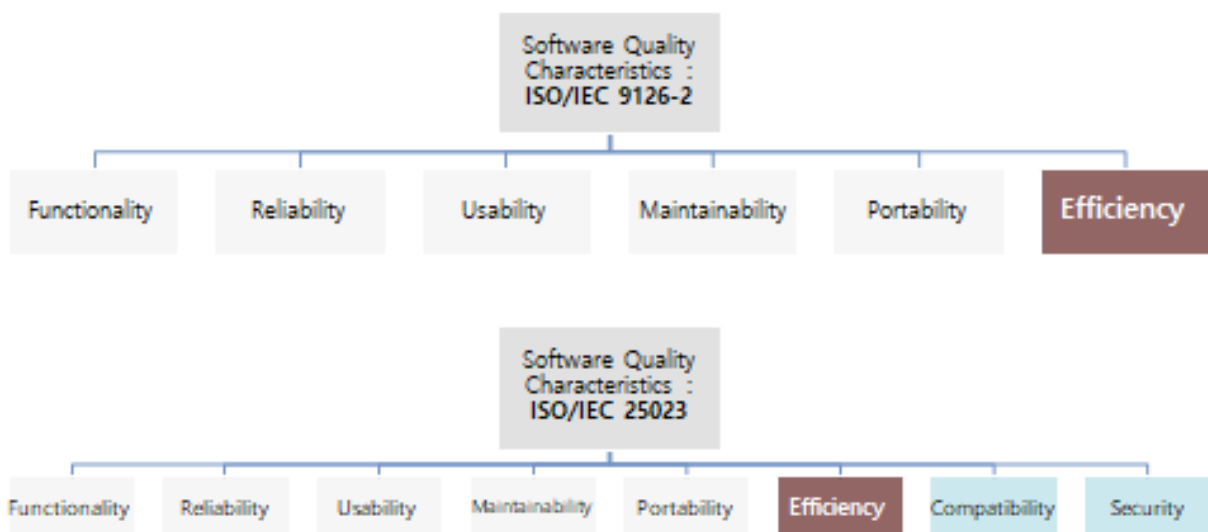 Software Quality
Characteristics :
ISO/IEC 9126-2
Functionality
Reliability
Usability
Maintainability
Portability
Efficiency
Software Quality
Characteristics :
ISO/IEC 25023
Functionality
Reliability
Usability
Maintainability
Portability
Efficiency
Compatibility
Security